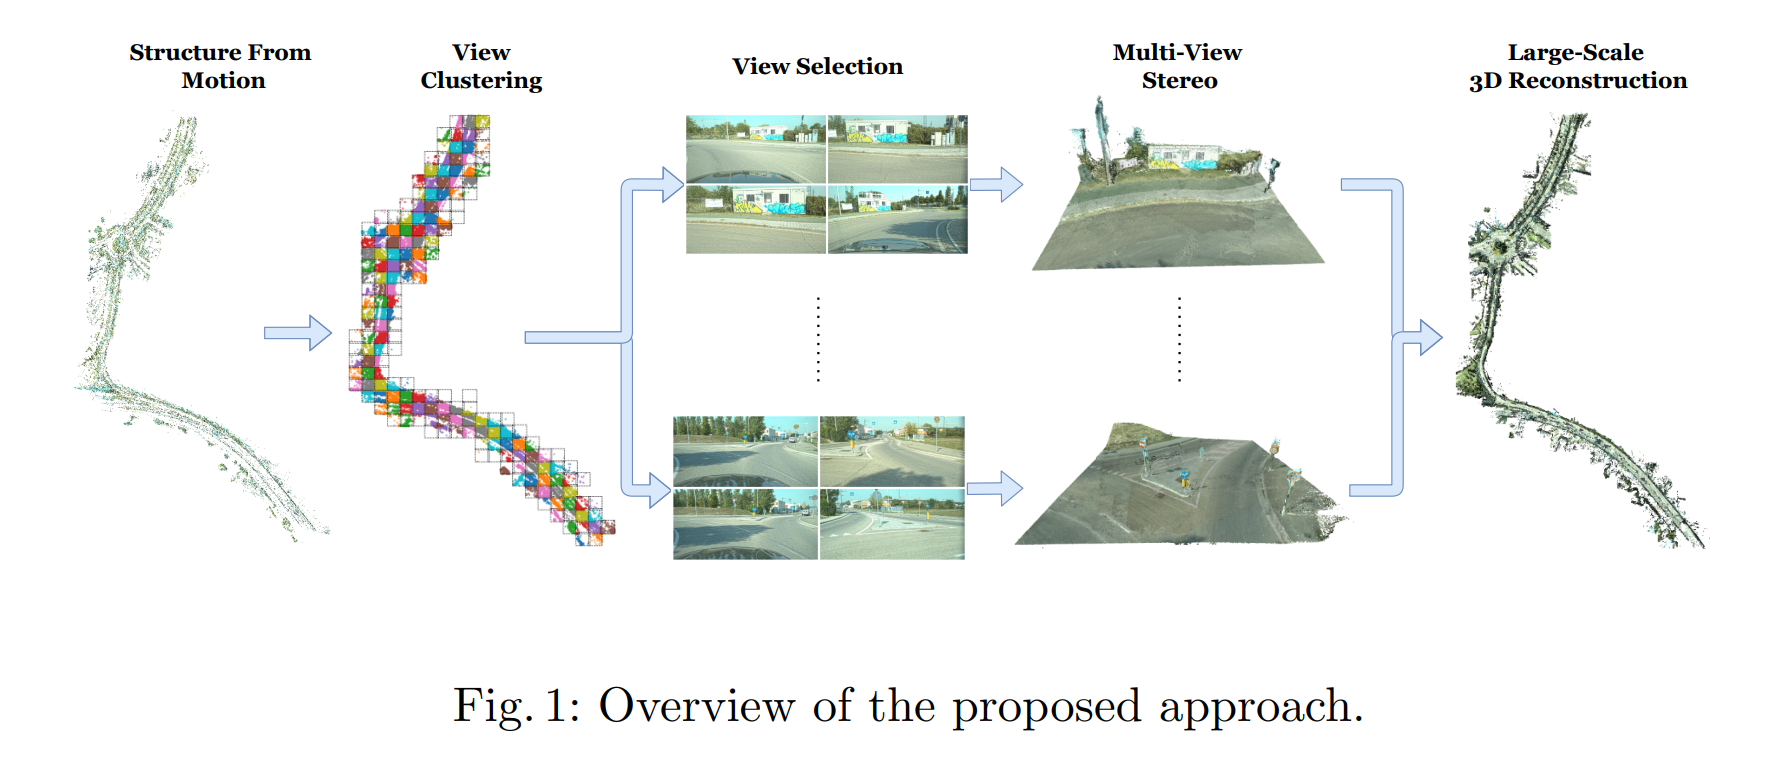 Structure From
Motion
View
Clustering
View Selection
Multi-View
Stereo
Large-Scale
3D Reconstruction
Fig. 1: Overview of the proposed approach.